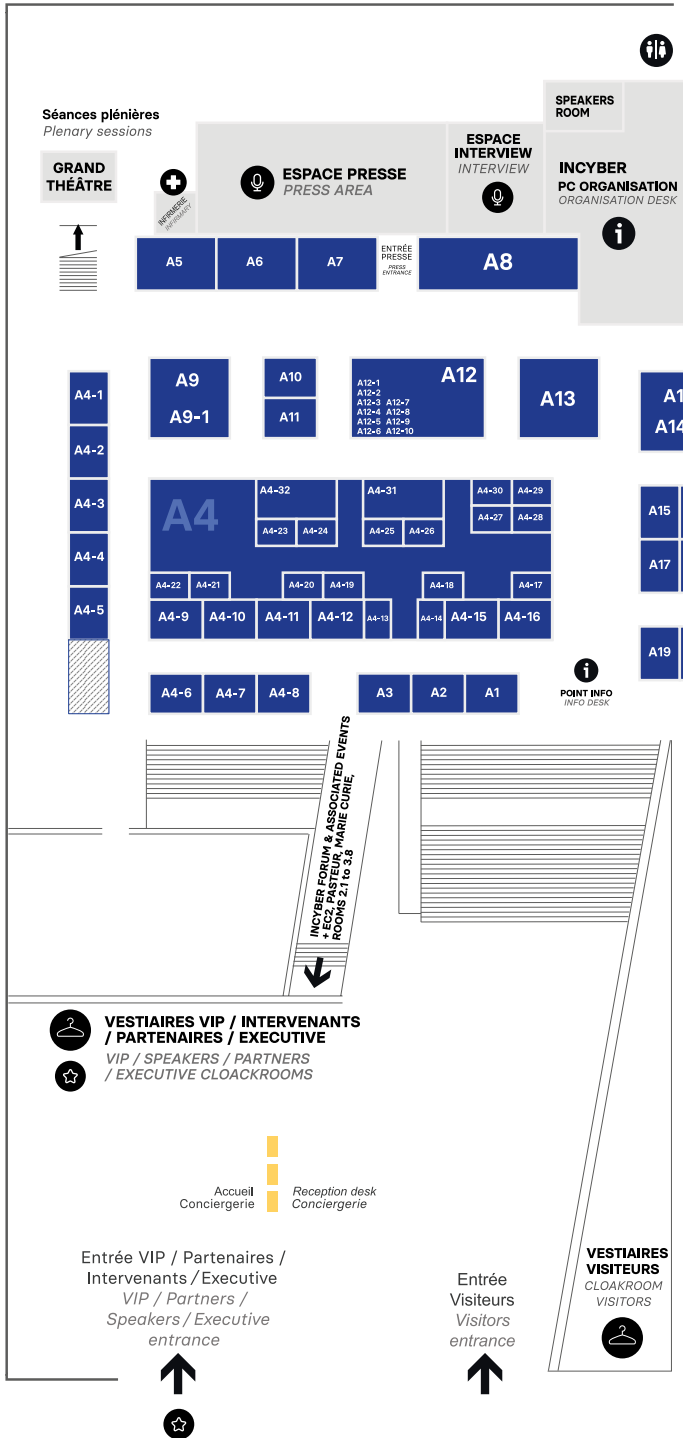 SPEAKERS
ROOM
Séances plénières
Plenary sessions
GRAND
THÉÂTRE
INFIRMERIE
INFIRMARY
ESPACE PRESSE
PRESS AREA
ESPACE
INTERVIEW
INTERVIEW
INCYBER
PC ORGANISATION
ORGANISATION DESK
A5
A6
A7
ENTRÉE
PRESSE
PRESS
ENTRANCE
A8
A4-1
A4-2
A4-3
A4-4
A4-5
A9
A9-1
A10
A11
A12
A12-1
A12-2
A12-3 A12-7
A12-4 A12-8
A12-5 A12-9
A12-6 A12-10
A13
A1
A14
A4
A4-32
A4-31
A4-30
A4-29
A4-23
A4-24
A4-25
A4-26
A4-27
A4-28
A15
A17
A4-22
A4-21
A4-20
A4-19
A4-18
A4-17
A4-9
A4-10
A4-11
A4-12
A4-13
A4-14
A4-15
A4-16
A19
A4-6
A4-7
A4-8
A3
A2
A1
POINT INFO
INFO DESK
INCYBER FORUM & ASSOCIATED EVENTS
+ EC2, PASTEUR, MARIE CURIE,
ROOMS 2.1 to 3.8
VESTIAIRES VIP / INTERVENANTS
/ PARTENAIRES / EXECUTIVE
VIP / SPEAKERS / PARTNERS
/ EXECUTIVE CLOACKROOMS
Accueil
Conciergerie
Reception desk
Conciergerie
Entrée VIP / Partenaires /
Intervenants / Executive
VIP / Partners /
Speakers / Executive
entrance
Entrée
Visiteurs
Visitors
entrance
VESTIAIRES
VISITEURS
CLOAKROOM
VISITORS